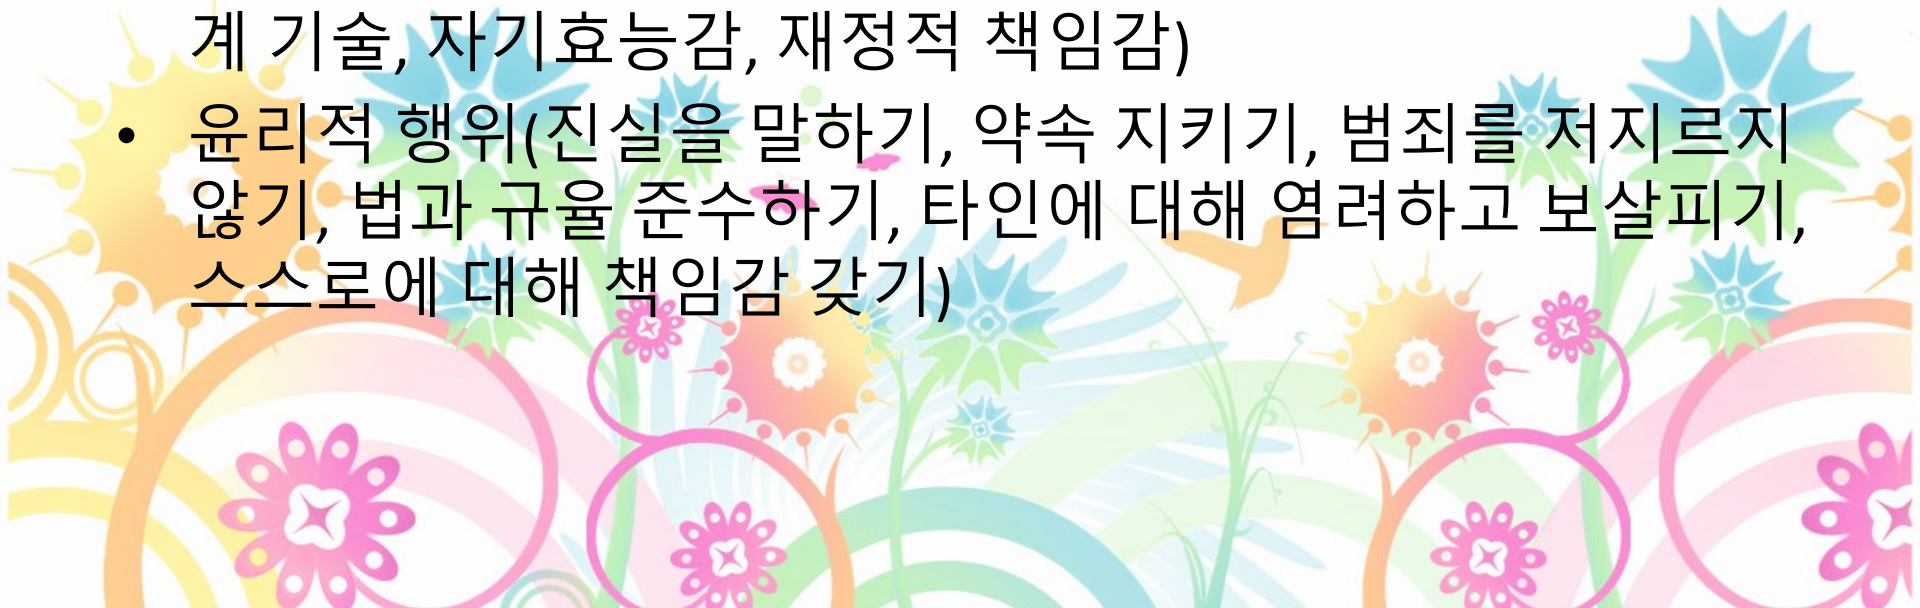 계 기술, 자기효능감, 재정적 책임감)
• 윤리적 행위(진실을 말하기, 약속 지키기, 범죄를 저지르지
않기, 법과 규율 준수하기, 타인에 대해 염려하고 보살피기,
스스로에 대해 책임감 갖기)